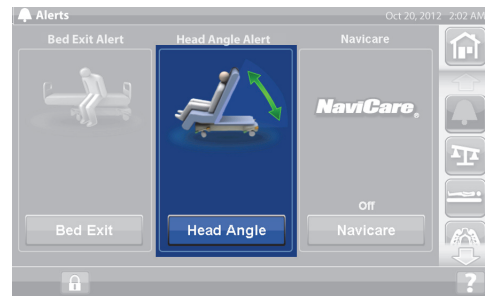 Alerts
Oct 20, 2012 2:02 AM
Bed Exit Alert
Head Angle Alert
Navicare
NaviCare®
Off
Bed Exit
Head Angle
Navicare
?